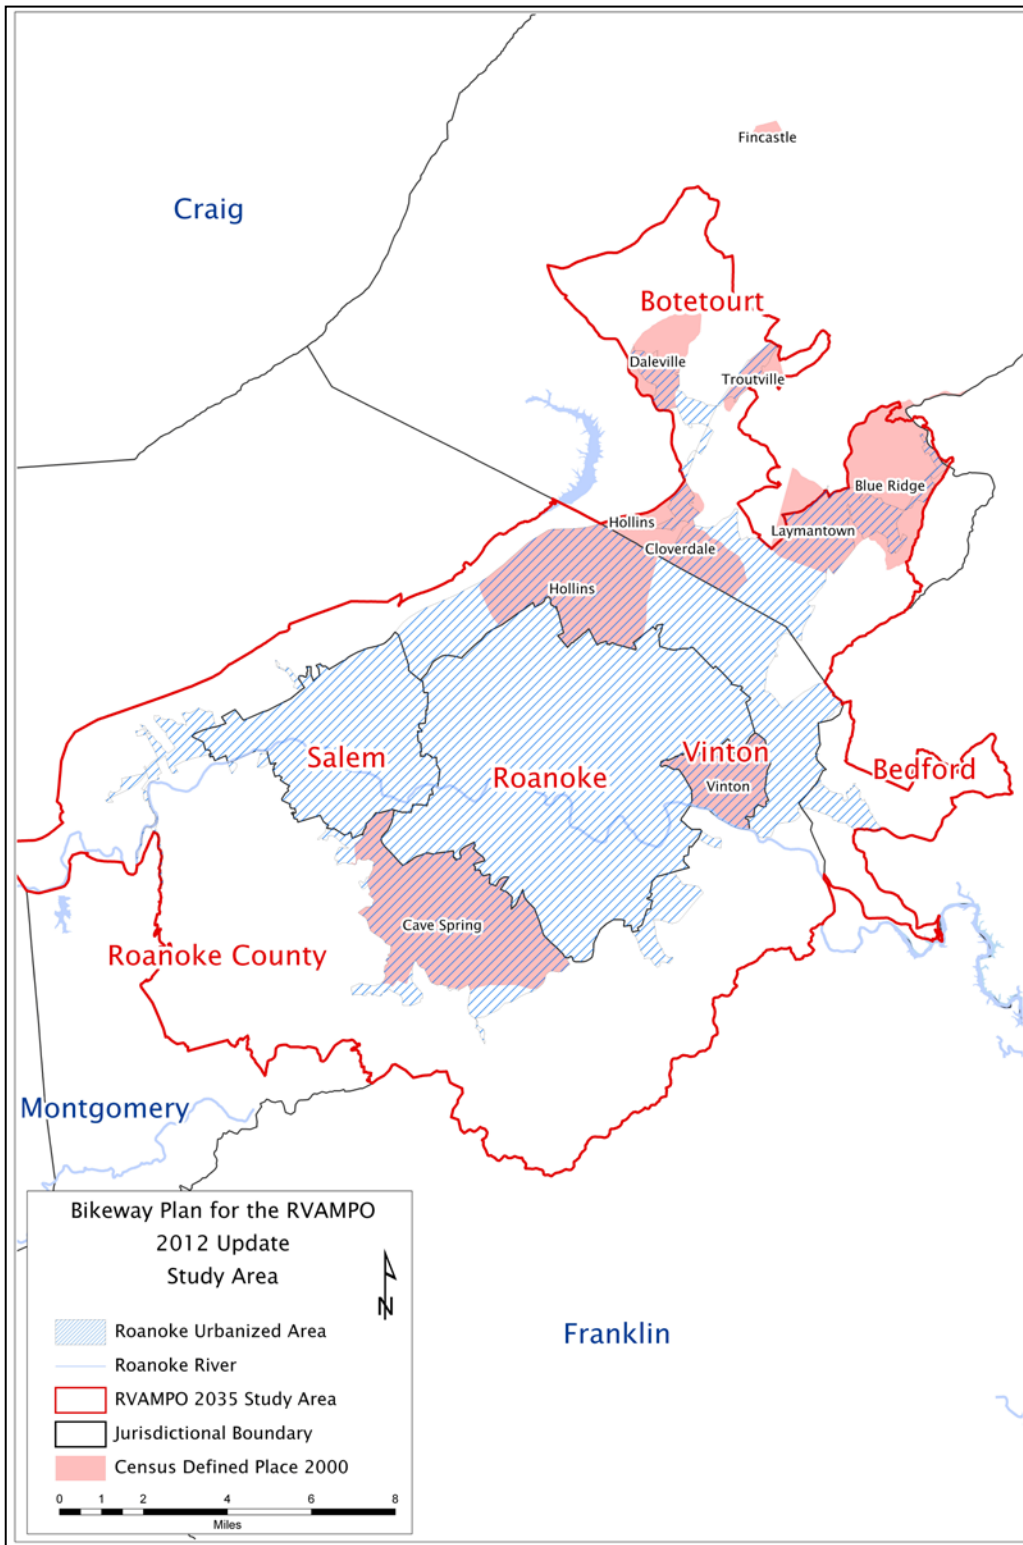 Fincastle
Craig
Botetourt
Daleville
Troutville
Blue Ridge
Hollins
Laymantown
Cloverdale
Hollins
Salem
Vinton
Roanoke
Bedford
Vinton
Cave Spring
Roanoke County
Montgomery
Franklin
Bikeway Plan for the RVAMPO
2012 Update
Study Area
N
Roanoke Urbanized Area
Roanoke River
RVAMPO 2035 Study Area
Jurisdictional Boundary
Census Defined Place 2000
0 1 2 4 6 8
Miles